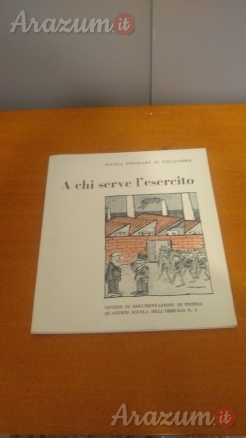 Arazum.it
SCUOLA POPOLARE DI
A chi serve l'esercito
CENTRO DI DOCUMENTAZIONE DI PISTOIA
QUADERNI SCUOLA DELL'OBBLIGO N. 4
Arazum.it